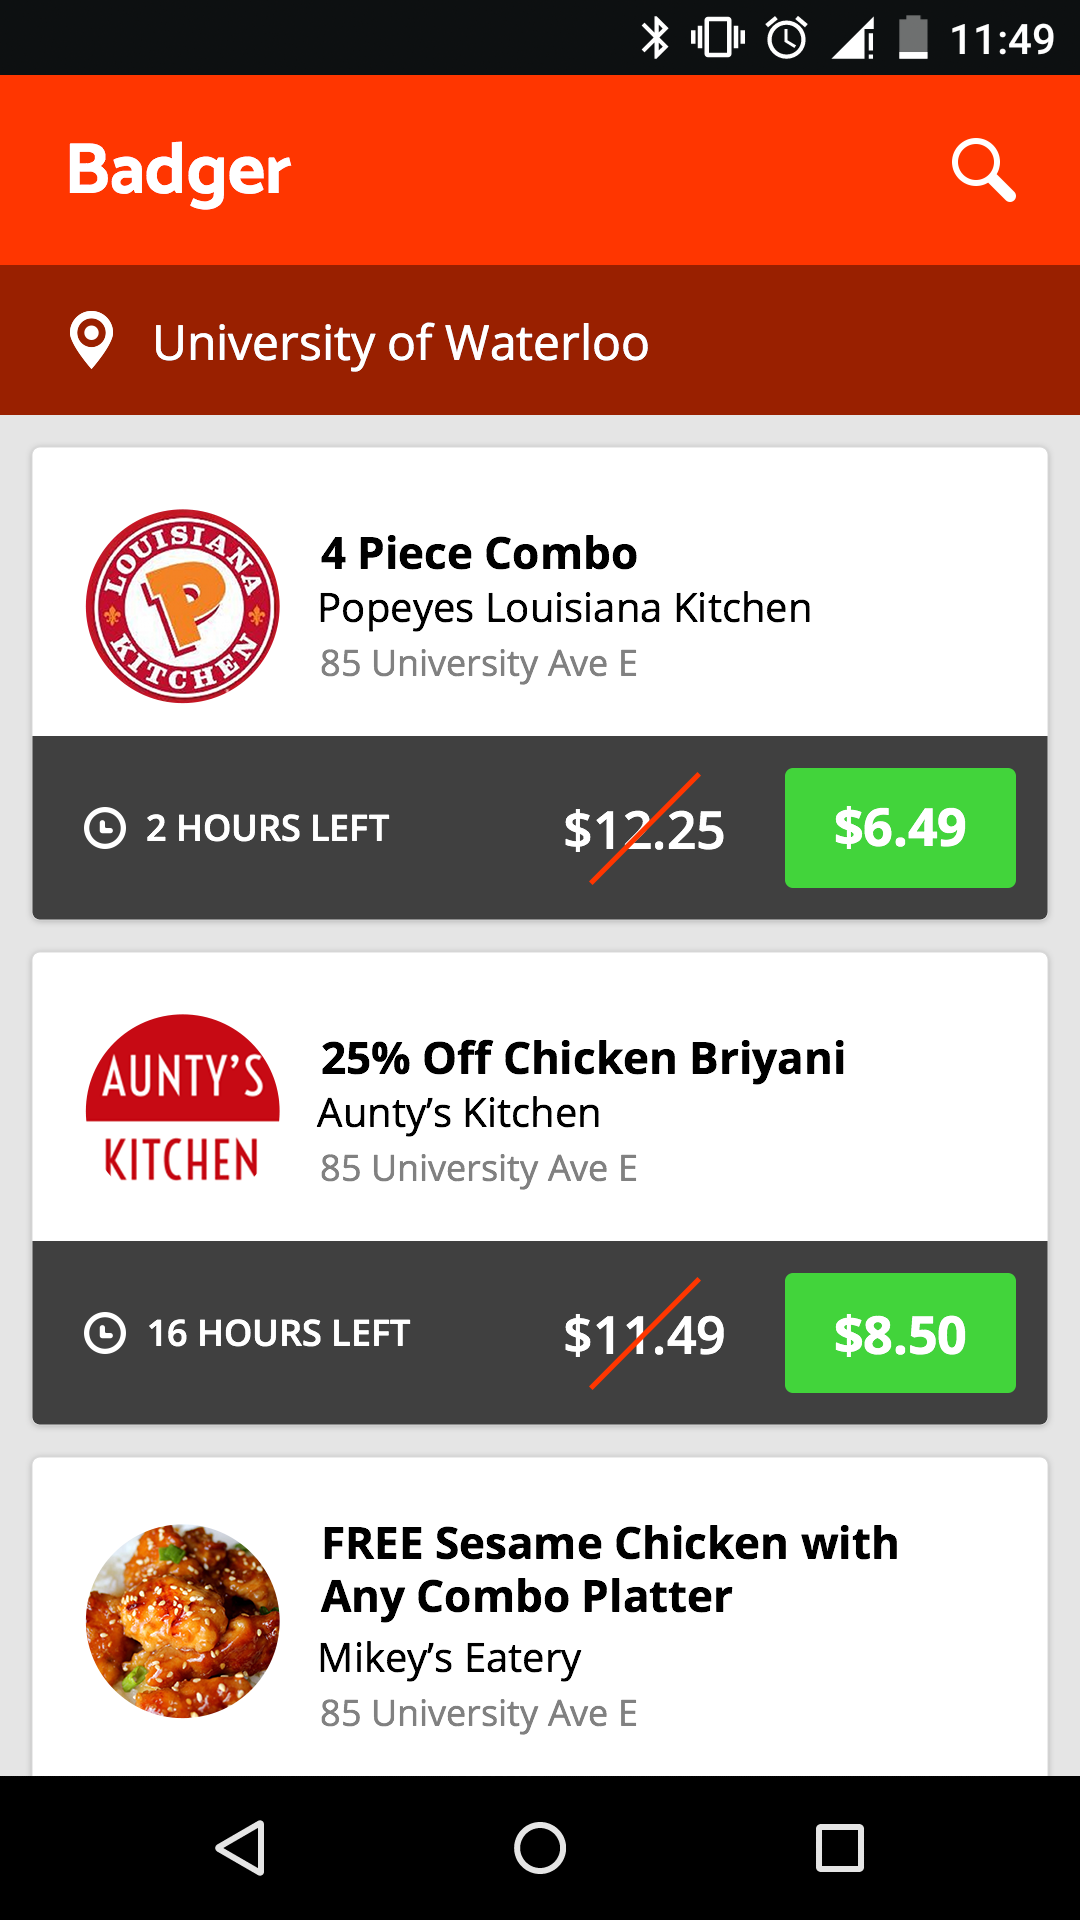 11:49
Badger
University of Waterloo
LOUISIANA
P
KITCHEN
4 Piece Combo
Popeyes Louisiana Kitchen
85 University Ave E
2 HOURS LEFT $12.25 $6.49
AUNTY'S
KITCHEN
25% Off Chicken Briyani
Aunty’s Kitchen
85 University Ave E
16 HOURS LEFT $11.49 $8.50
FREE Sesame Chicken with
Any Combo Platter
Mikey’s Eatery
85 University Ave E